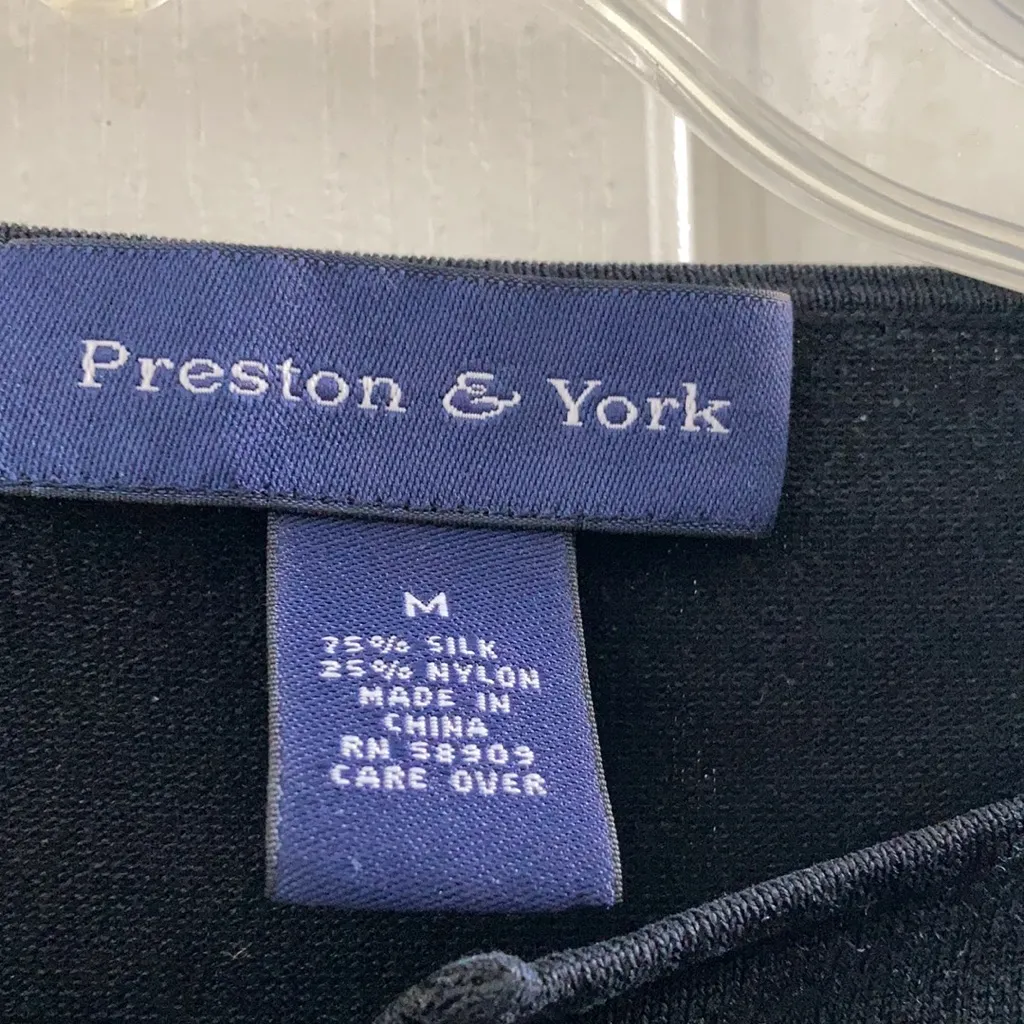 Preston & York
M
75% SILK
25% NYLON
MADE IN
CHINA
RN 58909
CARE OVER